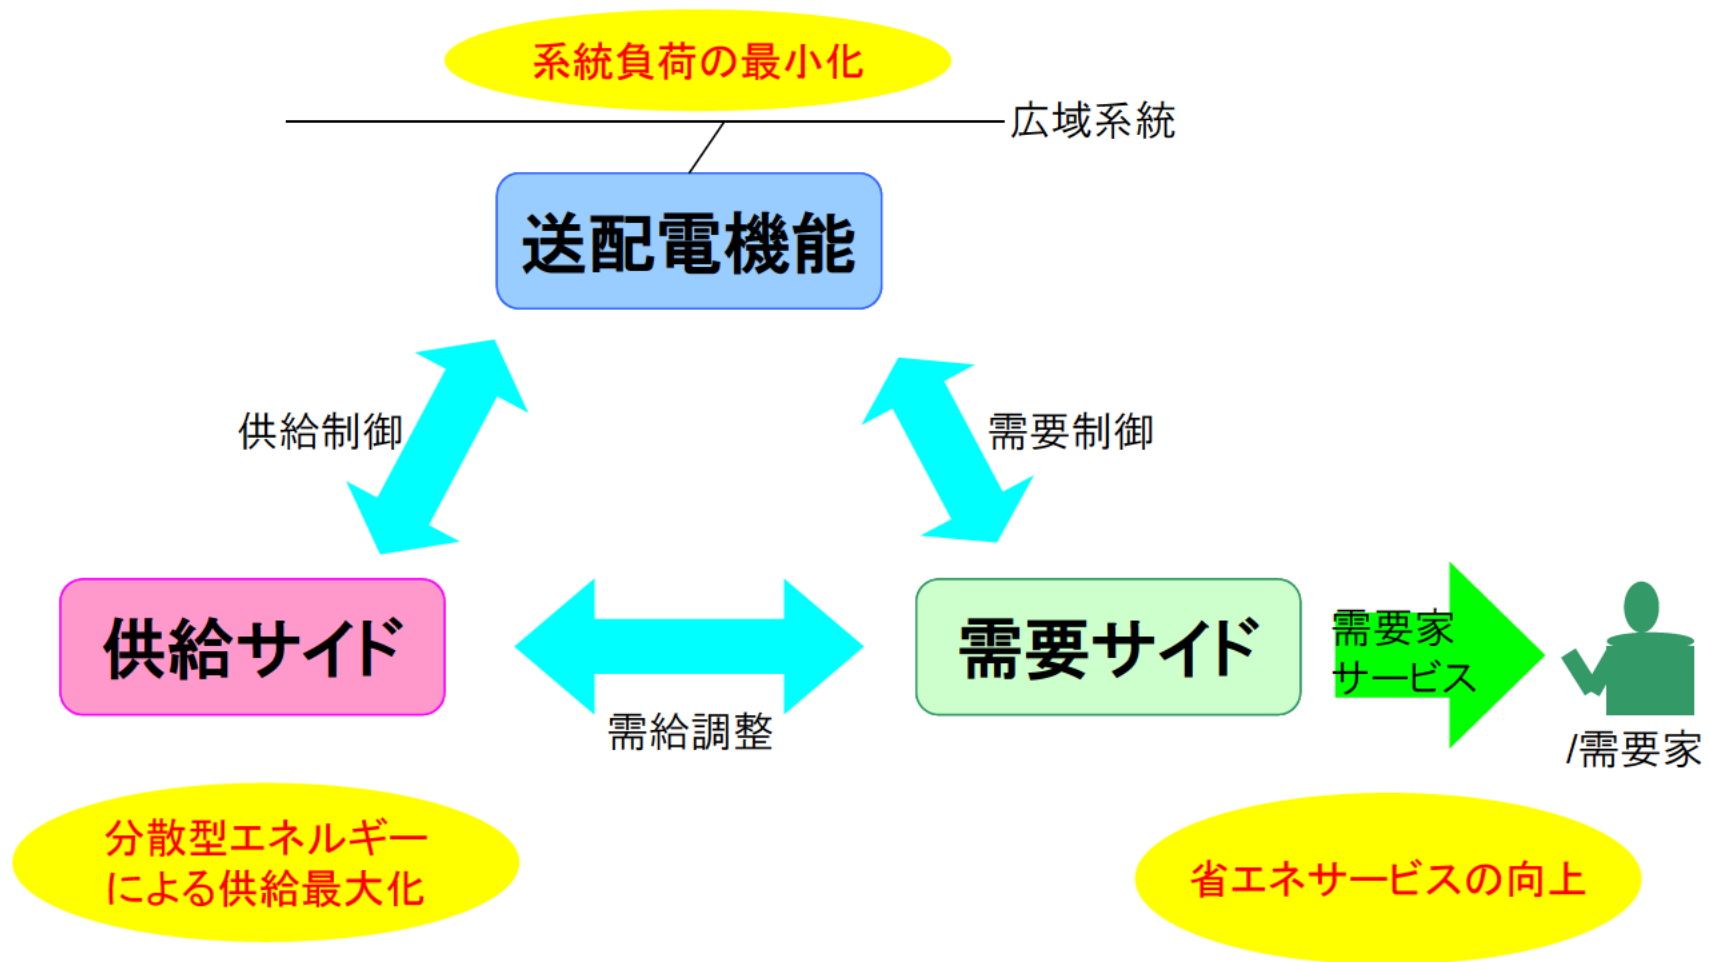 系統負荷の最小化
広域系統
送配電機能
供給制御
需要制御
供給サイド
需要サイド
需要家
サービス
需給調整
/需要家
分散型エネルギー
による供給最大化
省エネサービスの向上